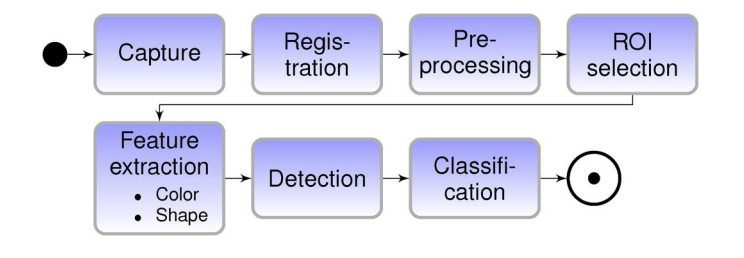 Capture
Regis-
tration
Pre-
processing
ROI
selection
Feature
extraction
• Color
• Shape
Detection
Classifi-
cation